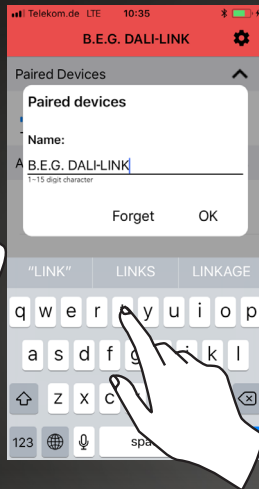 Telekom.de LTE 10:35
B.E.G. DALI-LINK
Paired Devices
Paired devices
Name:
A
B.E.G. DALI-LINK
1–15 digit character
Forget OK
"LINK" LINKS LINKAGE
q w e r t y u i o p
a s d f g k l
z x c
123 spa